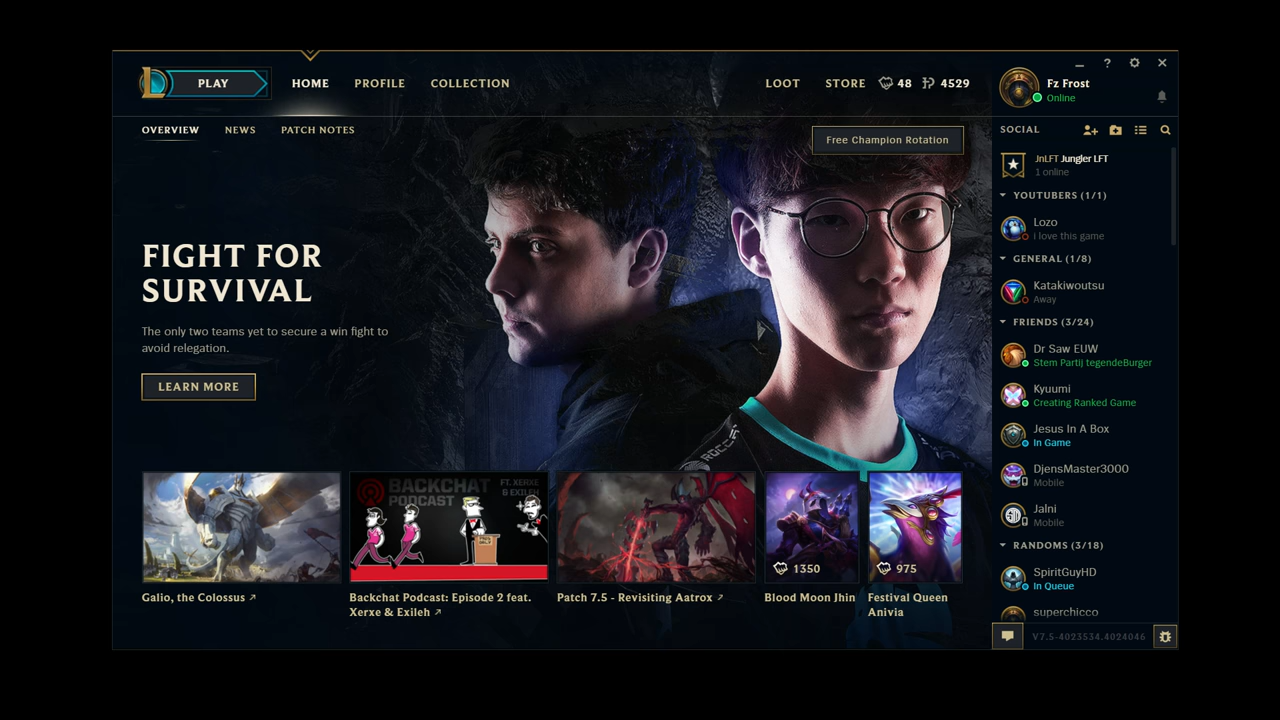 PLAY
HOME
PROFILE
COLLECTION
LOOT
STORE
48
4529
Fz Frost
Online
OVERVIEW
NEWS
PATCH NOTES
Free Champion Rotation
SOCIAL
JnLFT Jungler LFT
1 online
YOUTUBERS (1/1)
Lozo
i love this game
GENERAL (1/8)
Katakiwoutsu
Away
FRIENDS (3/24)
Dr Saw EUW
Stem Partij tegendeBurger
Kyuumi
Creating Ranked Game
Jesus In A Box
In Game
DjensMaster3000
Mobile
Jalni
Mobile
RANDOMS (3/18)
SpiritGuyHD
In Queue
superchicco
V7.5-4023534.4024046
FIGHT FOR
SURVIVAL
The only two teams yet to secure a win fight to
avoid relegation.
LEARN MORE
ROCC
BACKCHAT
PODCAST
FT. XERXE
& EXILEH
1350
975
Galio, the Colossus
Backchat Podcast: Episode 2 feat.
Xerxe & Exileh
Patch 7.5 - Revisiting Aatrox
Blood Moon Jhin
Festival Queen
Anivia